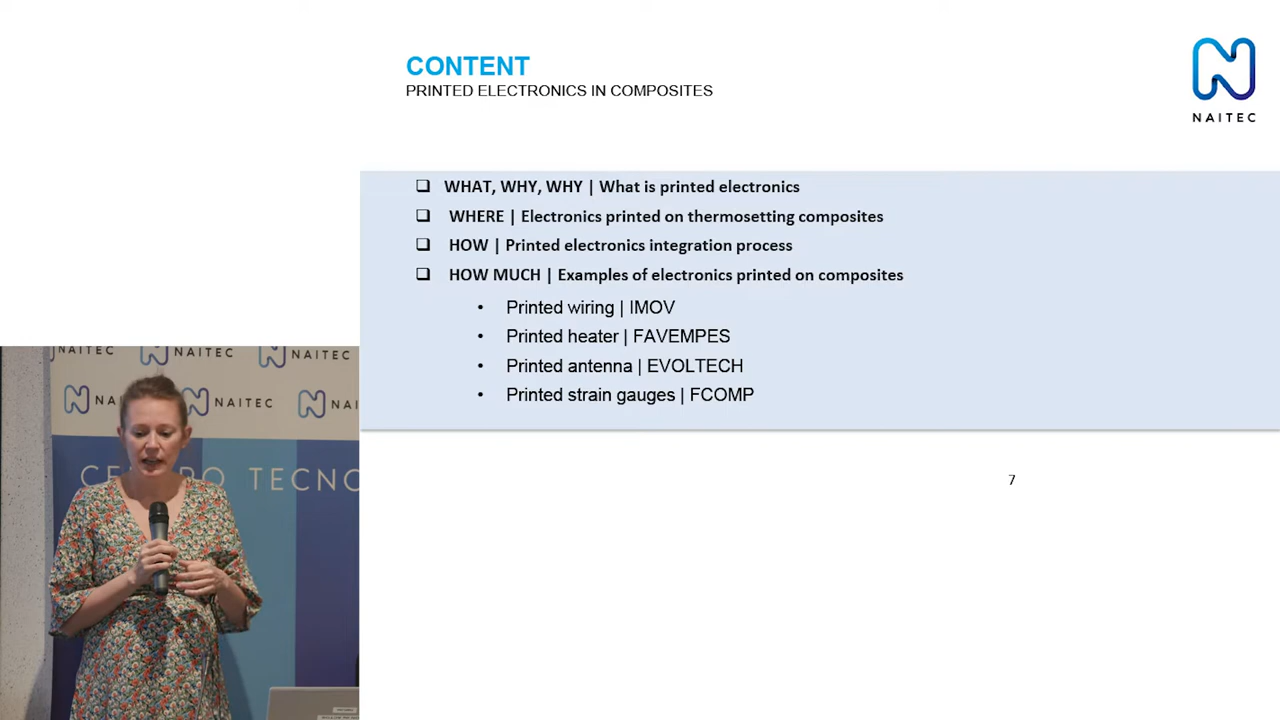 CONTENT
PRINTED ELECTRONICS IN COMPOSITES
NAITEC
❑ WHAT, WHY, WHY | What is printed electronics
❑ WHERE | Electronics printed on thermosetting composites
❑ HOW | Printed electronics integration process
❑ HOW MUCH | Examples of electronics printed on composites
• Printed wiring | IMOV
• Printed heater | FAVEMPES
• Printed antenna | EVOLTECH
• Printed strain gauges | FCOMP
7
NAITEC
NAITEC
CENTRO TECNO